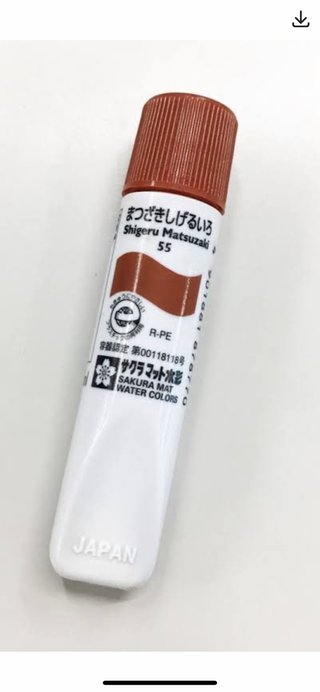 まつざきしげるいろ
Shigeru Matsuzaki
55
R-PE
容器認定 第00118118号
サクラマット水彩
SAKURA MAT
WATER COLORS
JAPAN